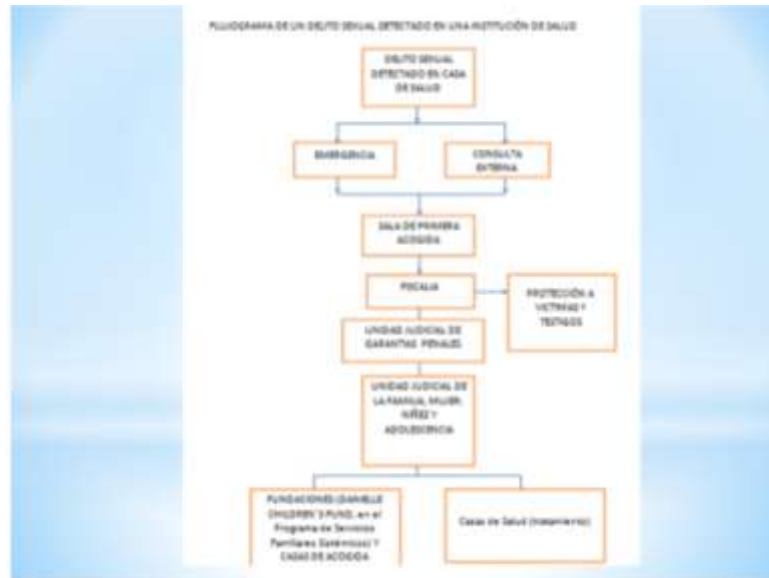 FLUJOGRAMA DE UN DELITO SEXUAL DETECTADO EN UNA INSTITUCIÓN DE SALUD
DELITO SEXUAL
DETECTADO EN CASA
DE SALUD
EMERGENCIA
CONSULTA
EXTERNA
SALA DE PRIMERA
ACOGIDA
FISCALIA
PROTECCIÓN A
VICTIMAS Y
TESTIGOS
UNIDAD JUDICIAL DE
GARANTIAS PENALES
UNIDAD JUDICIAL DE
LA FAMILIA, MUJER,
NIÑEZ Y
ADOLESCENCIA
FUNDACIONES (DANIELLE
CHILDREN´S FUND, en el
Programa de Servicios
Familiares Sistémicos) Y
CASAS DE ACOGIDA
Casas de Salud (tratamiento)